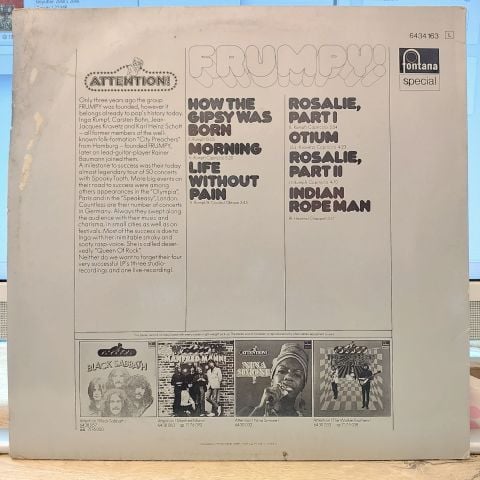 6434 163
fontana
special
ATTENTION!
FRUMPY!
Only three years ago the group
FRUMPY was founded, however it
belongs already to pop's history today.
Inga Rumpf, Carsten Bohn, Jean-
Jacques Kravetz and Karl Heinz Schott
– all former members of the well-
known folk-formation "City Preachers"
from Hamburg – founded FRUMPY,
later on lead-guitar-player Rainer
Baumann joined them.
A milestone to success was their today
almost legendary tour of 50 concerts
with Spooky Tooth. More big events on
their road to success were among
others appearances in the "Olympia",
Paris and in the "Speakeasy", London.
Countless are their number of concerts
in Germany. Always they swept along
the audience with their music and
charisma, in small cities as well as on
festivals. Most of the success is due to
Inga with her inimitable smoky and
sooty rasp-voice. She is called deser-
vedly "Queen Of Rock".
Neither do we want to forget their four
very successful LP's (three studio-
recordings and one live-recording).
HOW THE
GIPSY WAS
BORN
MORNING
LIFE
WITHOUT
PAIN
ROSALIE,
PART I
OTIUM
ROSALIE,
PART II
INDIAN
ROPE MAN
BLACK SABBATH
MANFRED MANN
ATTENTION!
NINA
SIMONE!